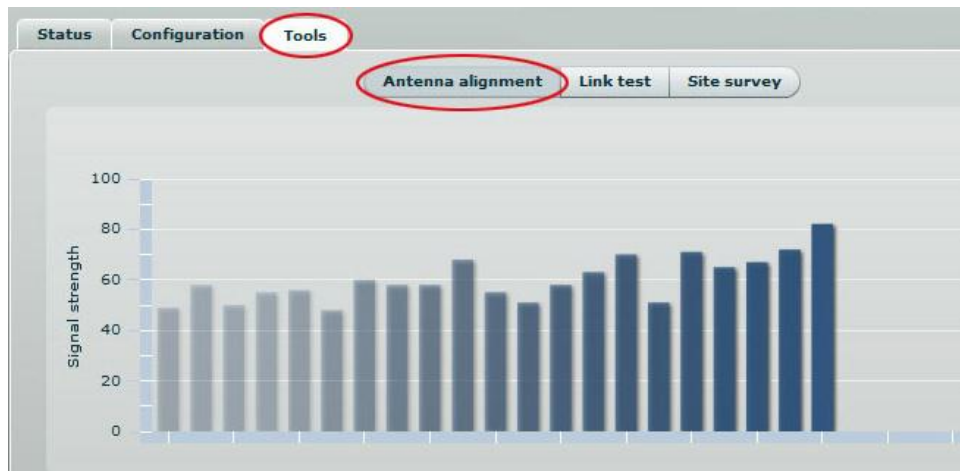 Status Configuration Tools
Antenna alignment Link test Site survey
100
80
60
40
20
0
Signal strength